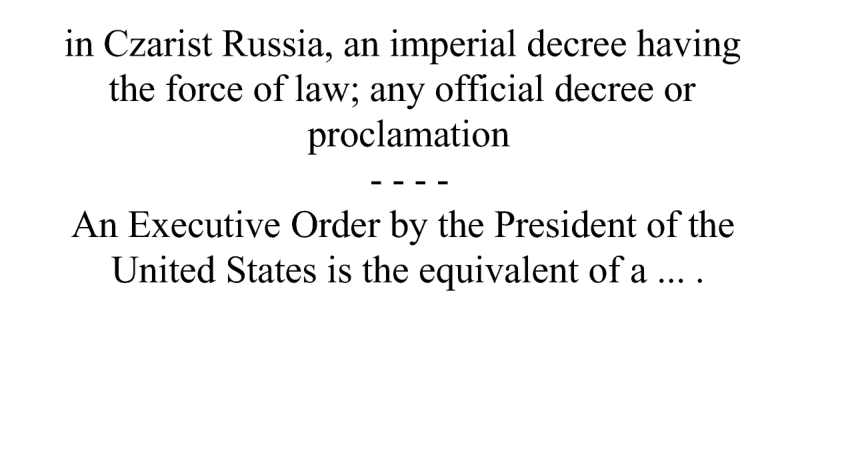 in Czarist Russia, an imperial decree having
the force of law; any official decree or
proclamation
- - - -
An Executive Order by the President of the
United States is the equivalent of a ... .